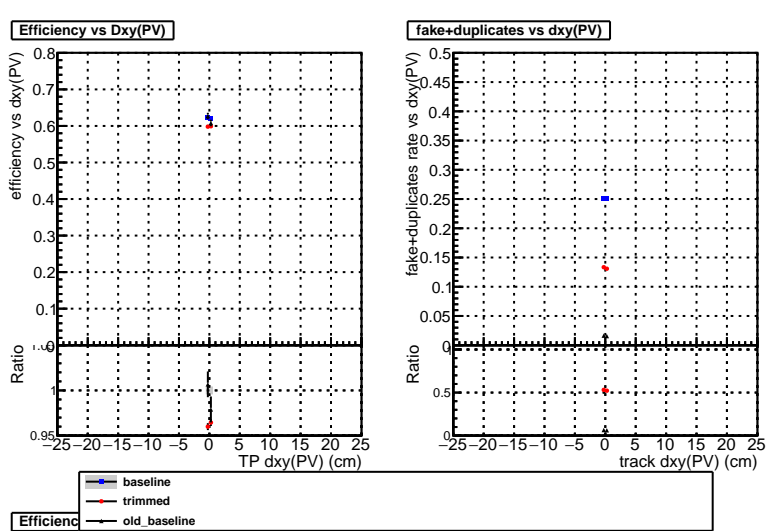 Efficiency vs Dxy(PV)
efficiency vs dxy(PV)
0.8
0.7
0.6
0.5
0.4
0.3
0.2
0.1
0
Ratio
1
0.95
−25 −20 −15 −10 −5 0 5 10 15 20 25
TP dxy(PV) (cm)
fake+duplicates vs dxy(PV)
fake+duplicates rate vs dxy(PV)
0.5
0.45
0.4
0.35
0.3
0.25
0.2
0.15
0.1
0.05
0
Ratio
1
0.5
0
−25 −20 −15 −10 −5 0 5 10 15 20 25
track dxy(PV) (cm)
baseline
trimmed
old_baseline